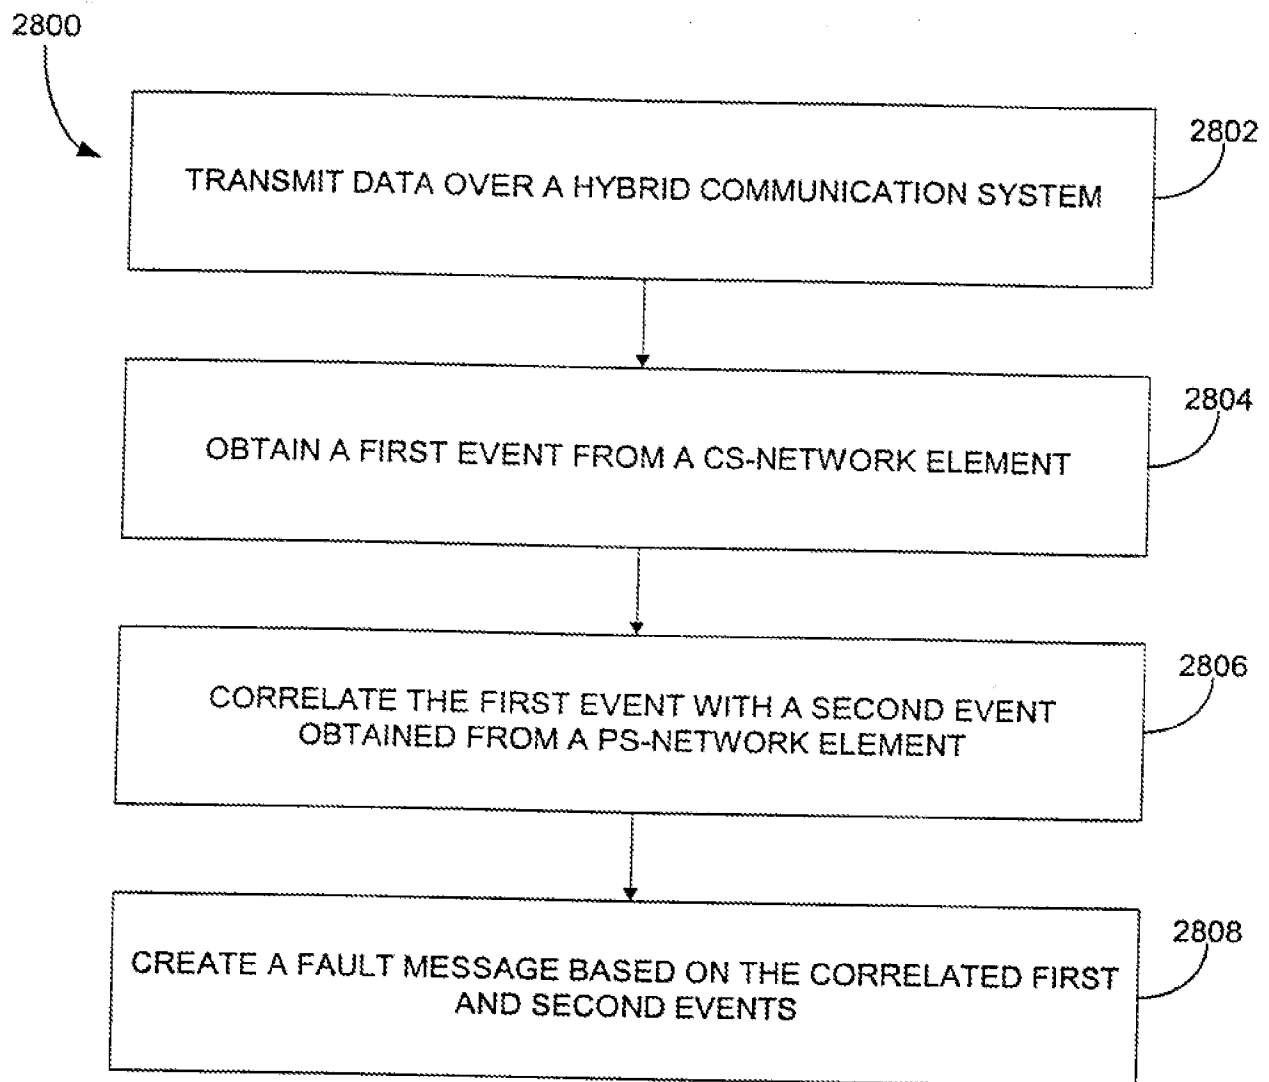 2800
2802
TRANSMIT DATA OVER A HYBRID COMMUNICATION SYSTEM
2804
OBTAIN A FIRST EVENT FROM A CS-NETWORK ELEMENT
2806
CORRELATE THE FIRST EVENT WITH A SECOND EVENT
OBTAINED FROM A PS-NETWORK ELEMENT
2808
CREATE A FAULT MESSAGE BASED ON THE CORRELATED FIRST
AND SECOND EVENTS